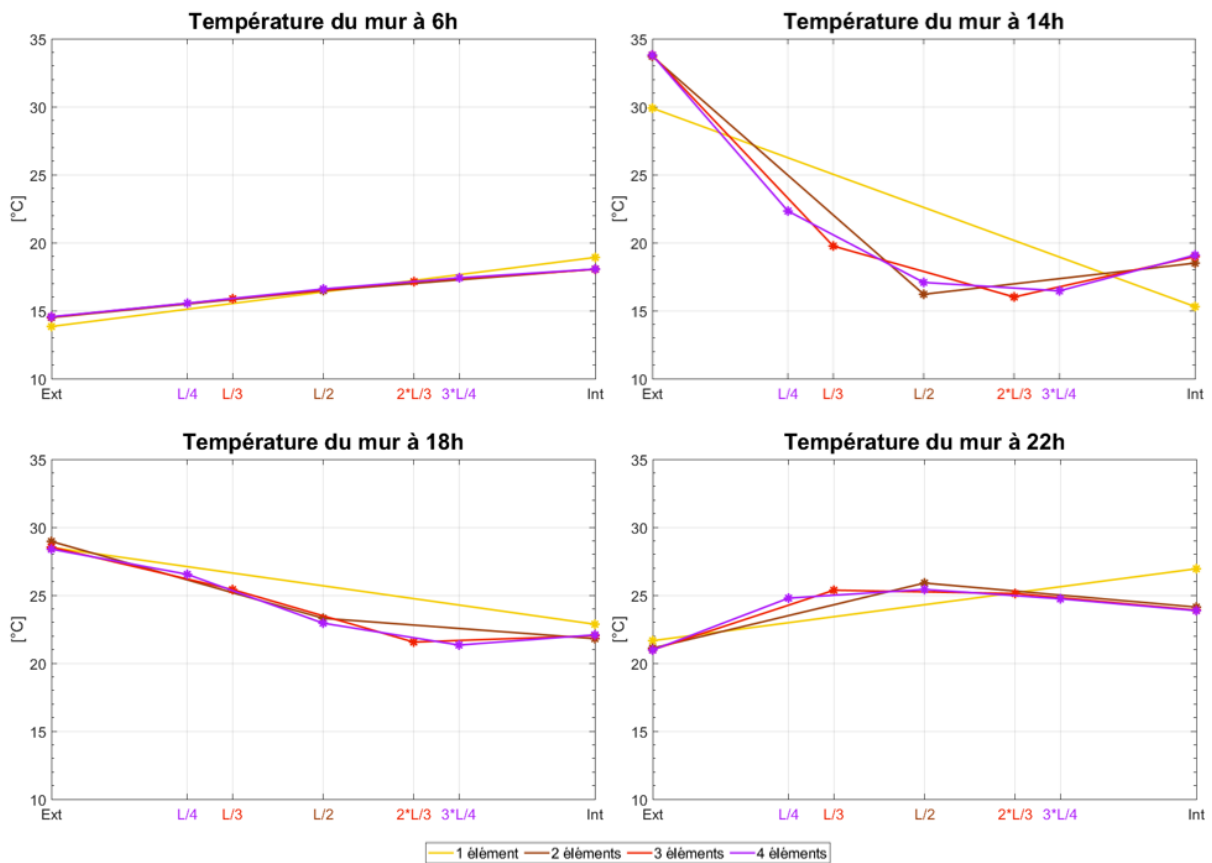 Température du mur à 6h
35
30
25
20
15
10
[°C]
Ext
L/4
L/3
L/2
2*L/3
3*L/4
Int
Température du mur à 14h
35
30
25
20
15
10
[°C]
Ext
L/4
L/3
L/2
2*L/3
3*L/4
Int
Température du mur à 18h
35
30
25
20
15
10
[°C]
Ext
L/4
L/3
L/2
2*L/3
3*L/4
Int
Température du mur à 22h
35
30
25
20
15
10
[°C]
Ext
L/4
L/3
L/2
2*L/3
3*L/4
Int
1 èlèment
2 èlèments
3 èlèments
4 èlèments